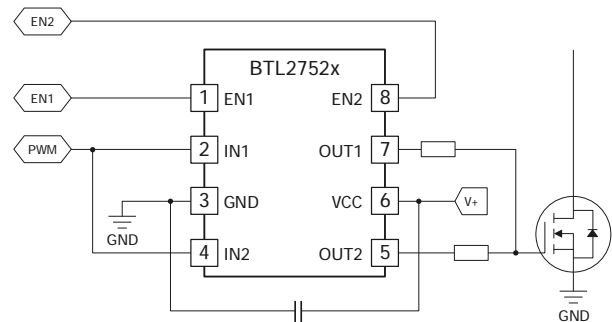 EN2
BTL2752x
EN1
1 EN1 EN2 8
PWM
2 IN1 OUT1 7
3 GND VCC 6
V+
GND
4 IN2 OUT2 5
GND